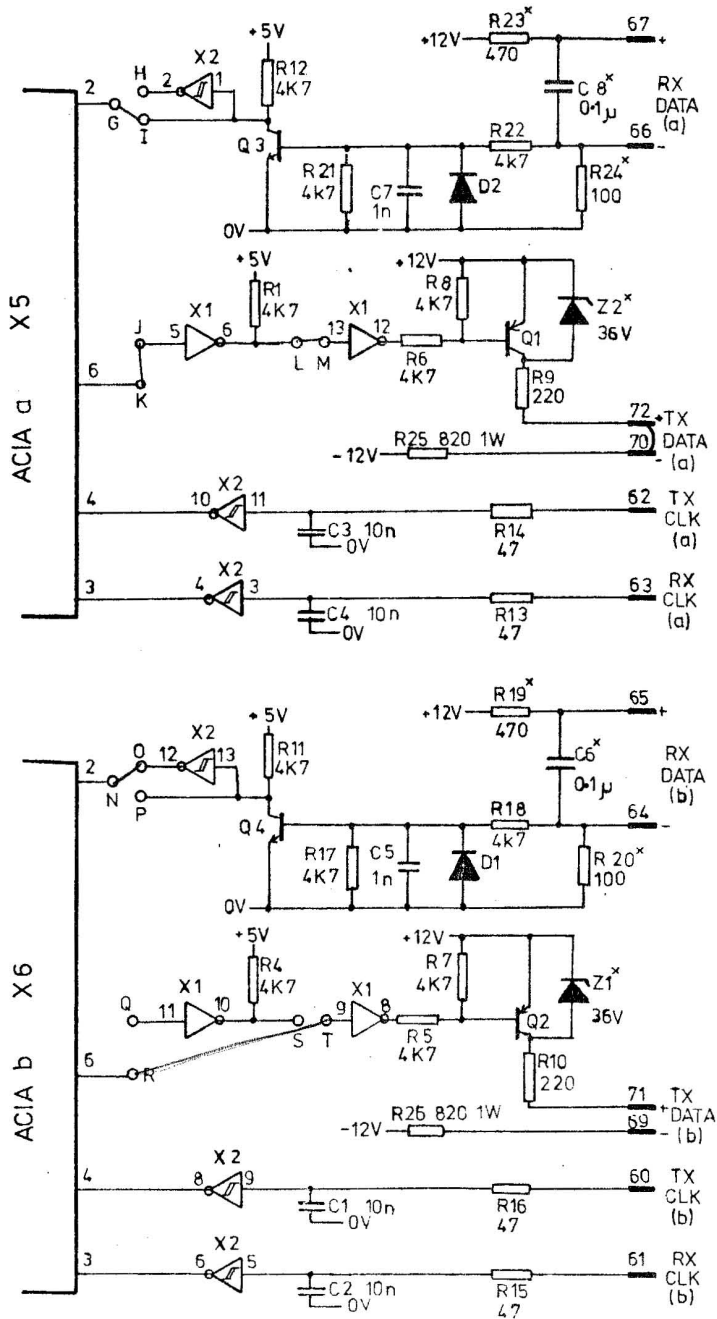 +5V
R23ˣ
67
+12V
+
470
H
X2
R12
4K7
2
1
C8ˣ
0·1µ
RX
DATA
(a)
2
G
I
Q3
R22
4k7
66
-
R21
4k7
C7
1n
D2
R24ˣ
100
0V
+5V
+12V
R1
4K7
R8
4K7
Z2ˣ
36V
J
X1
X1
5
6
13
12
Q1
L
M
R6
4K7
6
K
R9
220
72
+TX
70
DATA
-
(a)
R25 820 1W
-12V
X2
10
11
4
62
TX
CLK
(a)
C3 10n
0V
R14
47
X2
4
3
3
63
RX
CLK
(a)
C4 10n
0V
R13
47
ACIA a X5
R19ˣ
65
+5V
+12V
+
470
O
X2
R11
4K7
12
13
C6ˣ
0·1µ
RX
DATA
(b)
2
N
P
Q4
R18
4k7
64
-
R17
4K7
C5
1n
D1
R20ˣ
100
0V
+5V
+12V
R4
4K7
R7
4K7
Z1ˣ
36V
Q
X1
X1
11
10
9
8
Q2
S
T
R5
4K7
6
R
R10
220
71
TX
+DATA
69
-
(b)
R26 820 1W
-12V
X2
8
9
4
60
TX
CLK
(b)
C1 10n
0V
R16
47
X2
6
5
3
61
RX
CLK
(b)
C2 10n
0V
R15
47
ACIA b X6